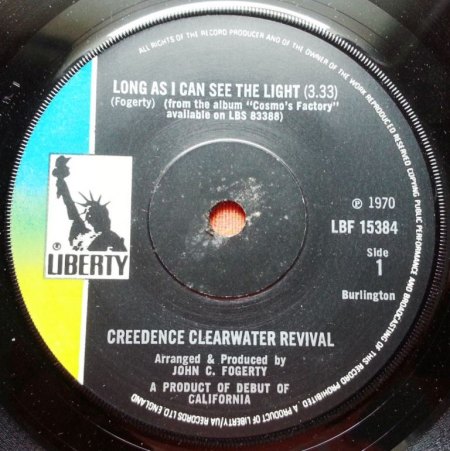 ALL RIGHTS OF THE RECORD PRODUCER AND OF THE OWNER OF THE WORK REPRODUCED RESERVED COPYING PUBLIC PERFORMANCE AND BROADCASTING OF THIS RECORD PROHIBITED. A PRODUCT OF LIBERTY/UA RECORDS LTD ENGLAND
LONG AS I CAN SEE THE LIGHT (3.33)
(Fogerty) (from the album "Cosmo's Factory"
available on LBS 83388)
℗ 1970
LBF 15384
Side
1
Burlington
® LIBERTY
CREEDENCE CLEARWATER REVIVAL
Arranged & Produced by
JOHN C. FOGERTY
A PRODUCT OF DEBUT OF
CALIFORNIA